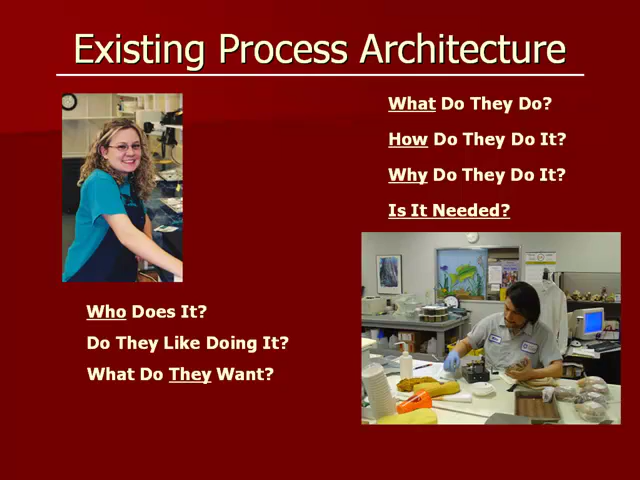 Existing Process Architecture
What Do They Do?
How Do They Do It?
Why Do They Do It?
Is It Needed?
Who Does It?
Do They Like Doing It?
What Do They Want?